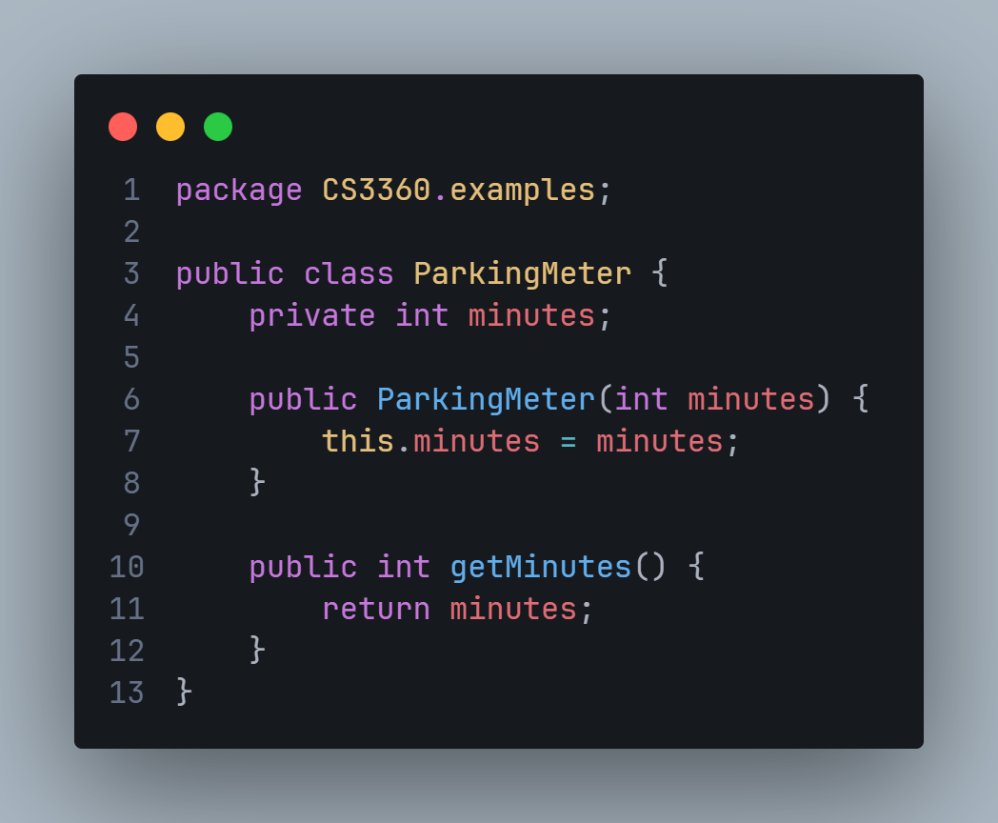 1 package CS3360.examples;
2
3 public class ParkingMeter {
4     private int minutes;
5
6     public ParkingMeter(int minutes) {
7         this.minutes = minutes;
8     }
9
10     public int getMinutes() {
11         return minutes;
12     }
13 }